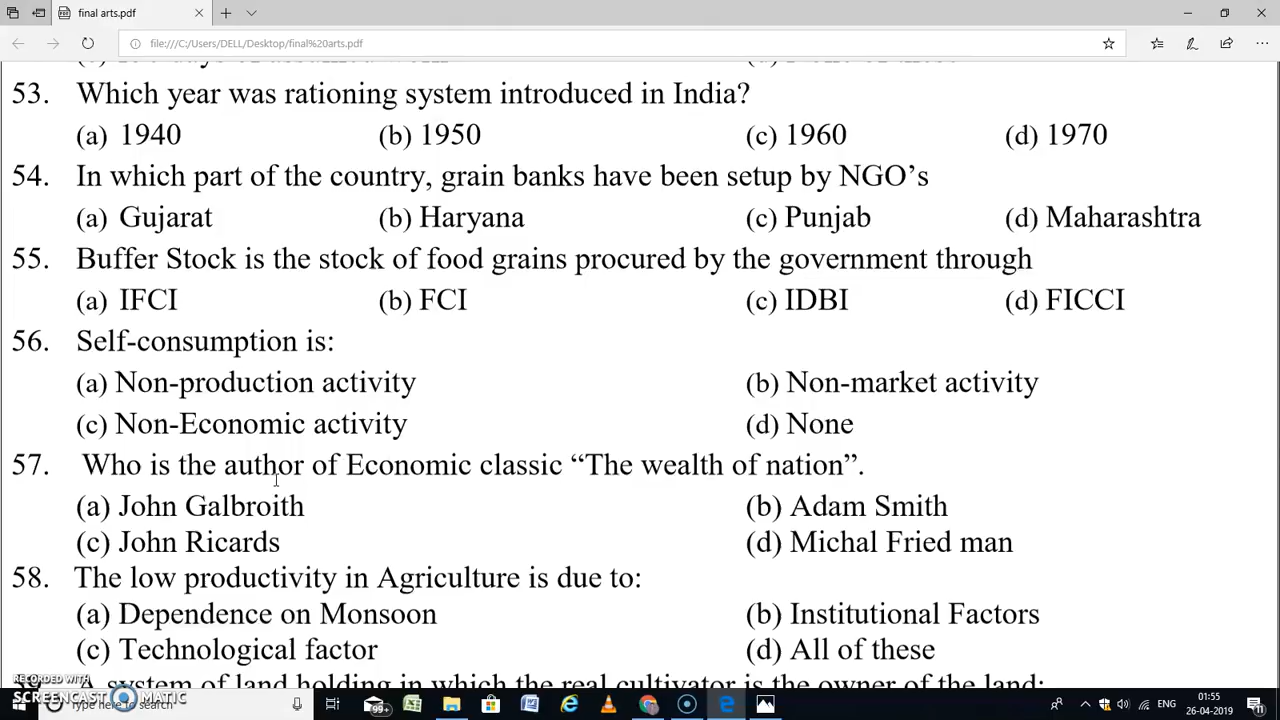 final arts.pdf
file:///C:/Users/DELL/Desktop/final%20arts.pdf
53. Which year was rationing system introduced in India?
(a) 1940 (b) 1950 (c) 1960 (d) 1970
54. In which part of the country, grain banks have been setup by NGO’s
(a) Gujarat (b) Haryana (c) Punjab (d) Maharashtra
55. Buffer Stock is the stock of food grains procured by the government through
(a) IFCI (b) FCI (c) IDBI (d) FICCI
56. Self-consumption is:
(a) Non-production activity (b) Non-market activity
(c) Non-Economic activity (d) None
57. Who is the author of Economic classic “The wealth of nation”.
(a) John Galbroith (b) Adam Smith
(c) John Ricards (d) Michal Fried man
58. The low productivity in Agriculture is due to:
(a) Dependence on Monsoon (b) Institutional Factors
(c) Technological factor (d) All of these
A system of land holding in which the real cultivator is the owner of the land:
RECORDED WITH
SCREENCAST MATIC
Type here to search
99+
ENG
01:55
26-04-2019